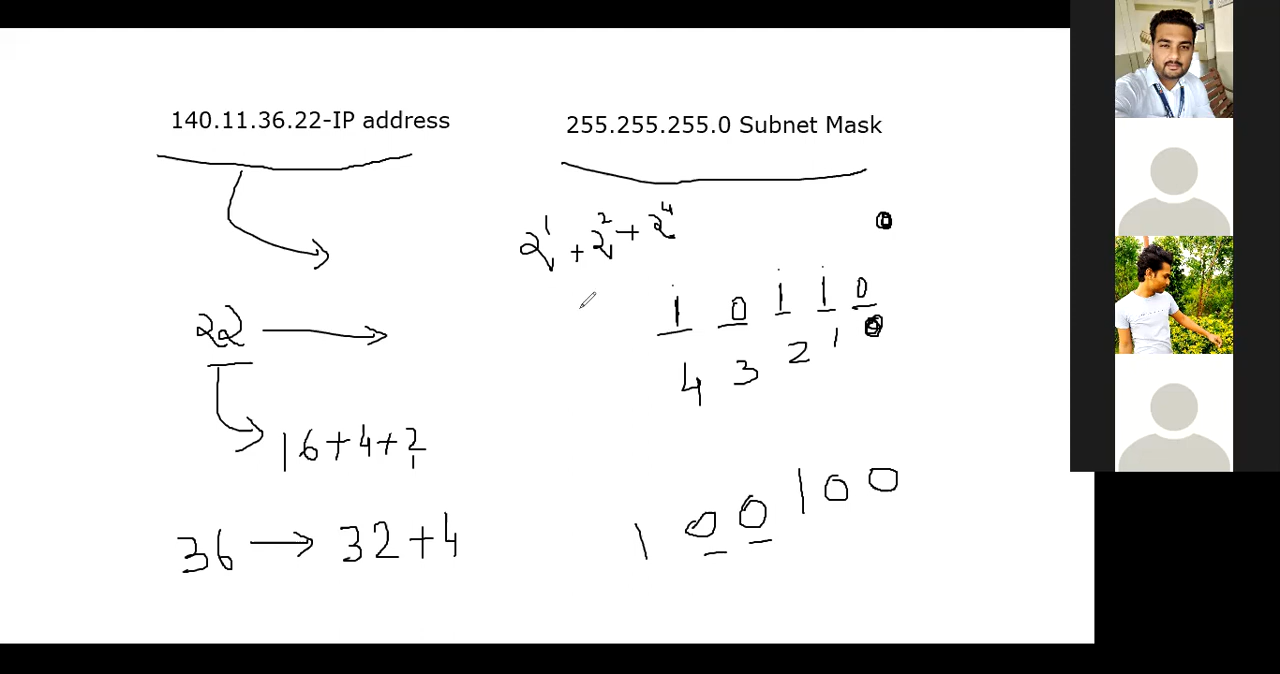 140.11.36.22-IP address
255.255.255.0 Subnet Mask
2¹ + 2² + 2⁴
0
1 0 1 1 0
4 3 2 1 0
22
16+4+2
36 → 32+4
1 0 0 1 0 0